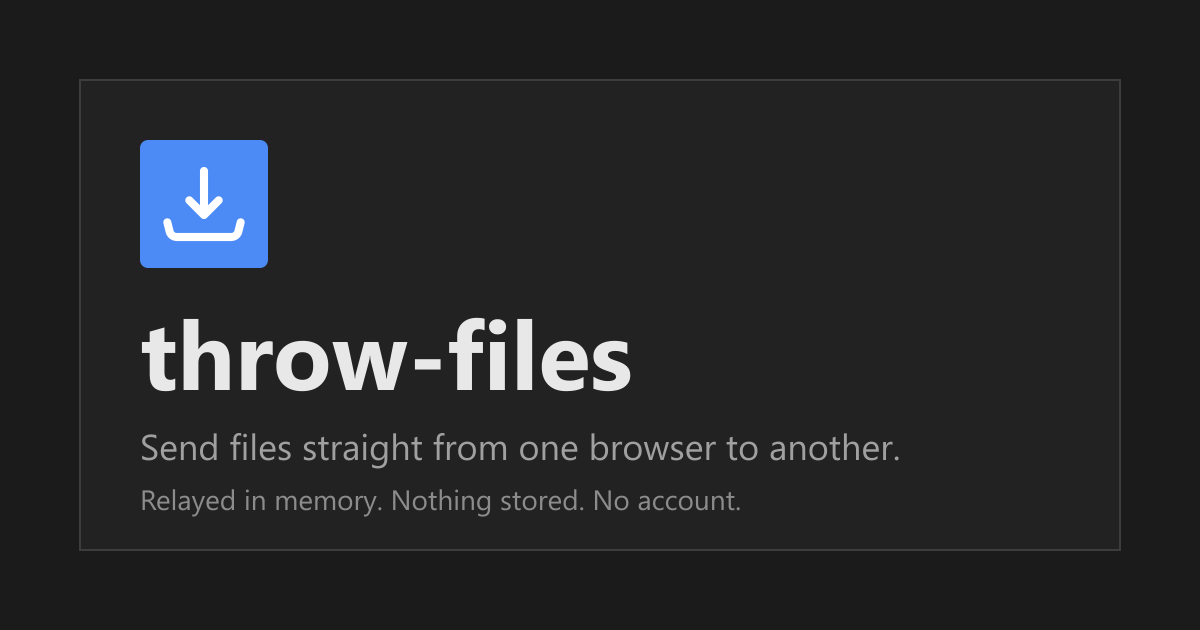 throw-files
Send files straight from one browser to another.
Relayed in memory. Nothing stored. No account.